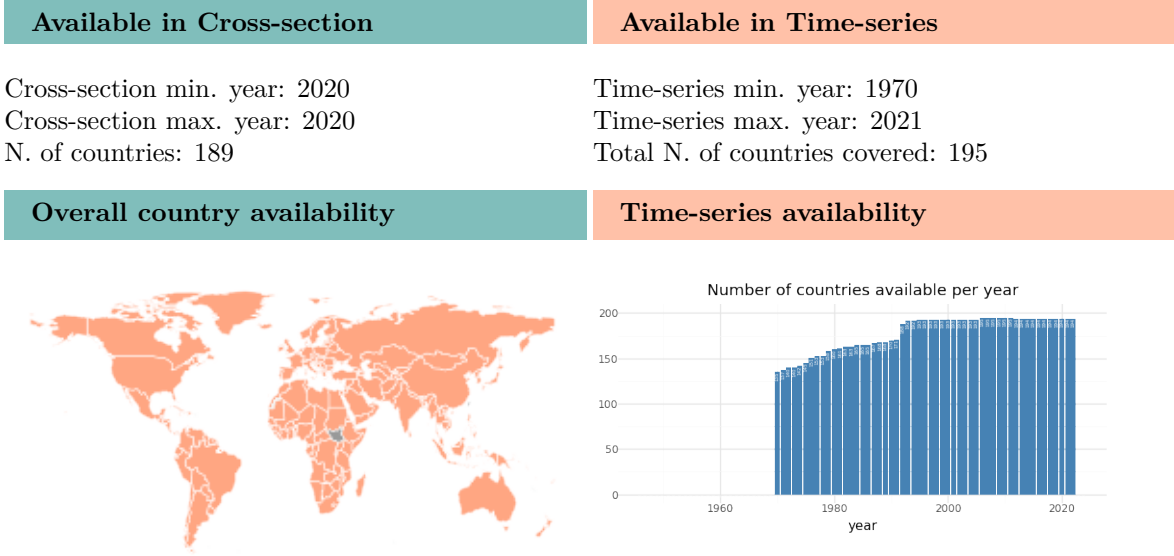 Available in Cross-section
Available in Time-series
Cross-section min. year: 2020
Cross-section max. year: 2020
N. of countries: 189
Time-series min. year: 1970
Time-series max. year: 2021
Total N. of countries covered: 195
Overall country availability
Time-series availability
Number of countries available per year
200
150
100
50
0
1960
1980
2000
2020
year